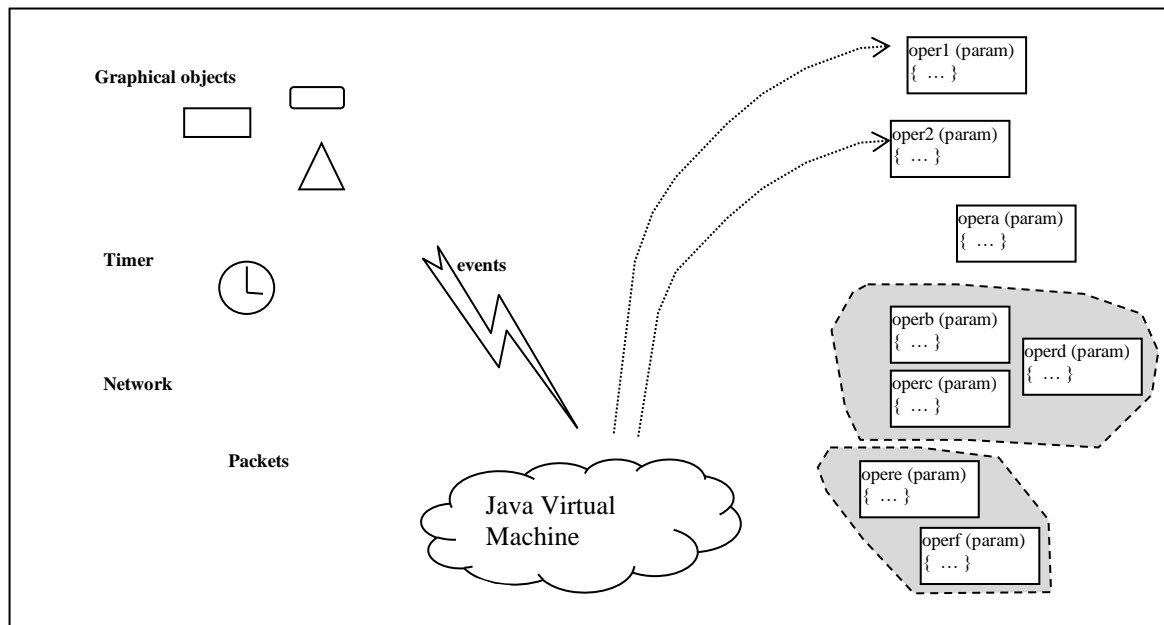 Graphical objects
Timer
events
Network
Packets
Java Virtual
Machine
oper1 (param)
{ … }
oper2 (param)
{ … }
opera (param)
{ … }
operb (param)
{ … }
operd (param)
{ … }
operc (param)
{ … }
opere (param)
{ … }
operf (param)
{ … }